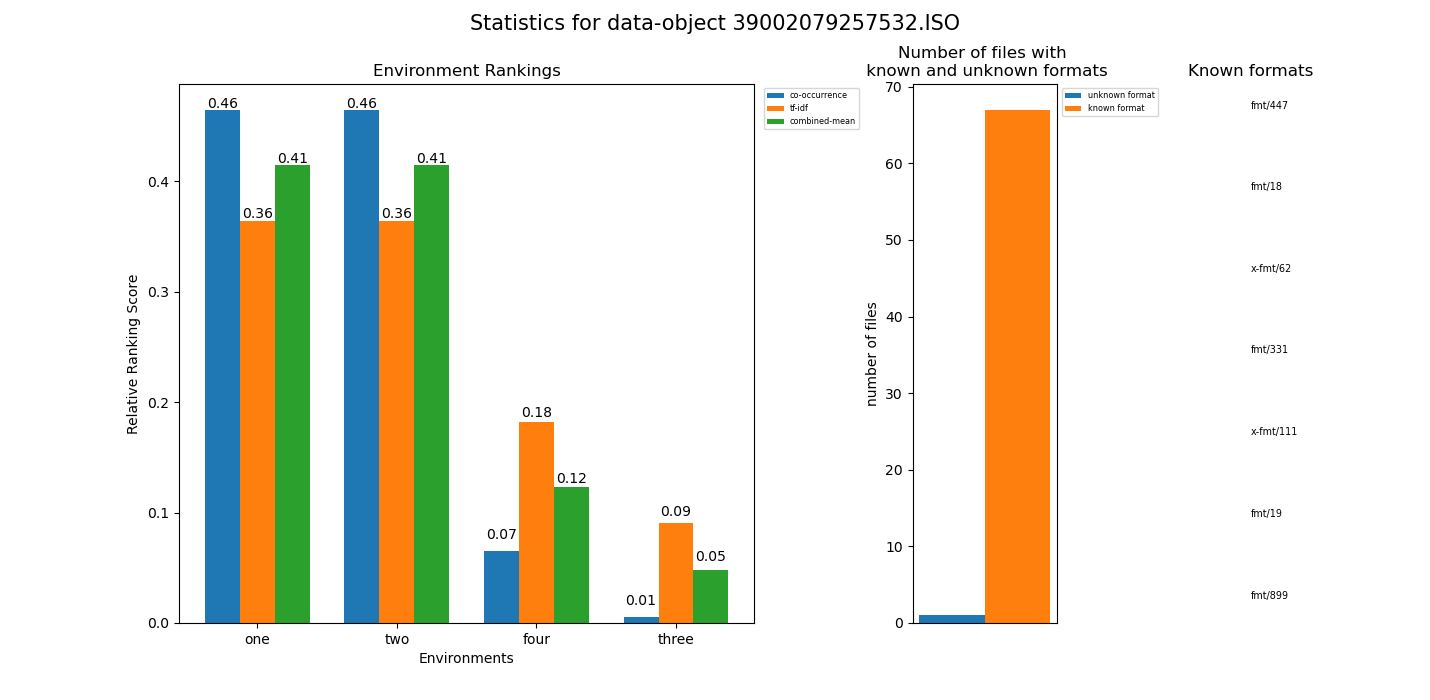 Statistics for data-object 39002079257532.ISO
Environment Rankings
0.46
0.46
0.41
0.41
0.36
0.36
0.18
0.12
0.07
0.09
0.05
0.01
0.4
0.3
0.2
0.1
0.0
Relative Ranking Score
one
two
four
three
Environments
co-occurrence
tf-idf
combined-mean
Number of files with
known and unknown formats
70
60
50
40
30
20
10
0
number of files
unknown format
known format
Known formats
fmt/447
fmt/18
x-fmt/62
fmt/331
x-fmt/111
fmt/19
fmt/899